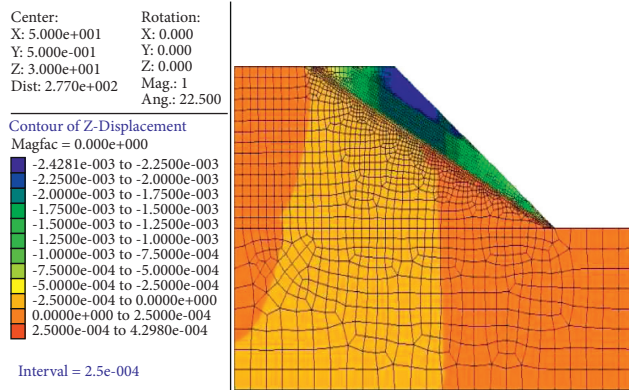 Center:
X: 5.000e+001
Y: 5.000e-001
Z: 3.000e+001
Dist: 2.770e+002
Rotation:
X: 0.000
Y: 0.000
Z: 0.000
Mag.: 1
Ang.: 22.500
Contour of Z-Displacement
Magfac = 0.000e+000
-2.4281e-003 to -2.2500e-003
-2.2500e-003 to -2.0000e-003
-2.0000e-003 to -1.7500e-003
-1.7500e-003 to -1.5000e-003
-1.5000e-003 to -1.2500e-003
-1.2500e-003 to -1.0000e-003
-1.0000e-003 to -7.5000e-004
-7.5000e-004 to -5.0000e-004
-5.0000e-004 to -2.5000e-004
-2.5000e-004 to 0.0000e+000
0.0000e+000 to 2.5000e-004
2.5000e-004 to 4.2980e-004
Interval = 2.5e-004